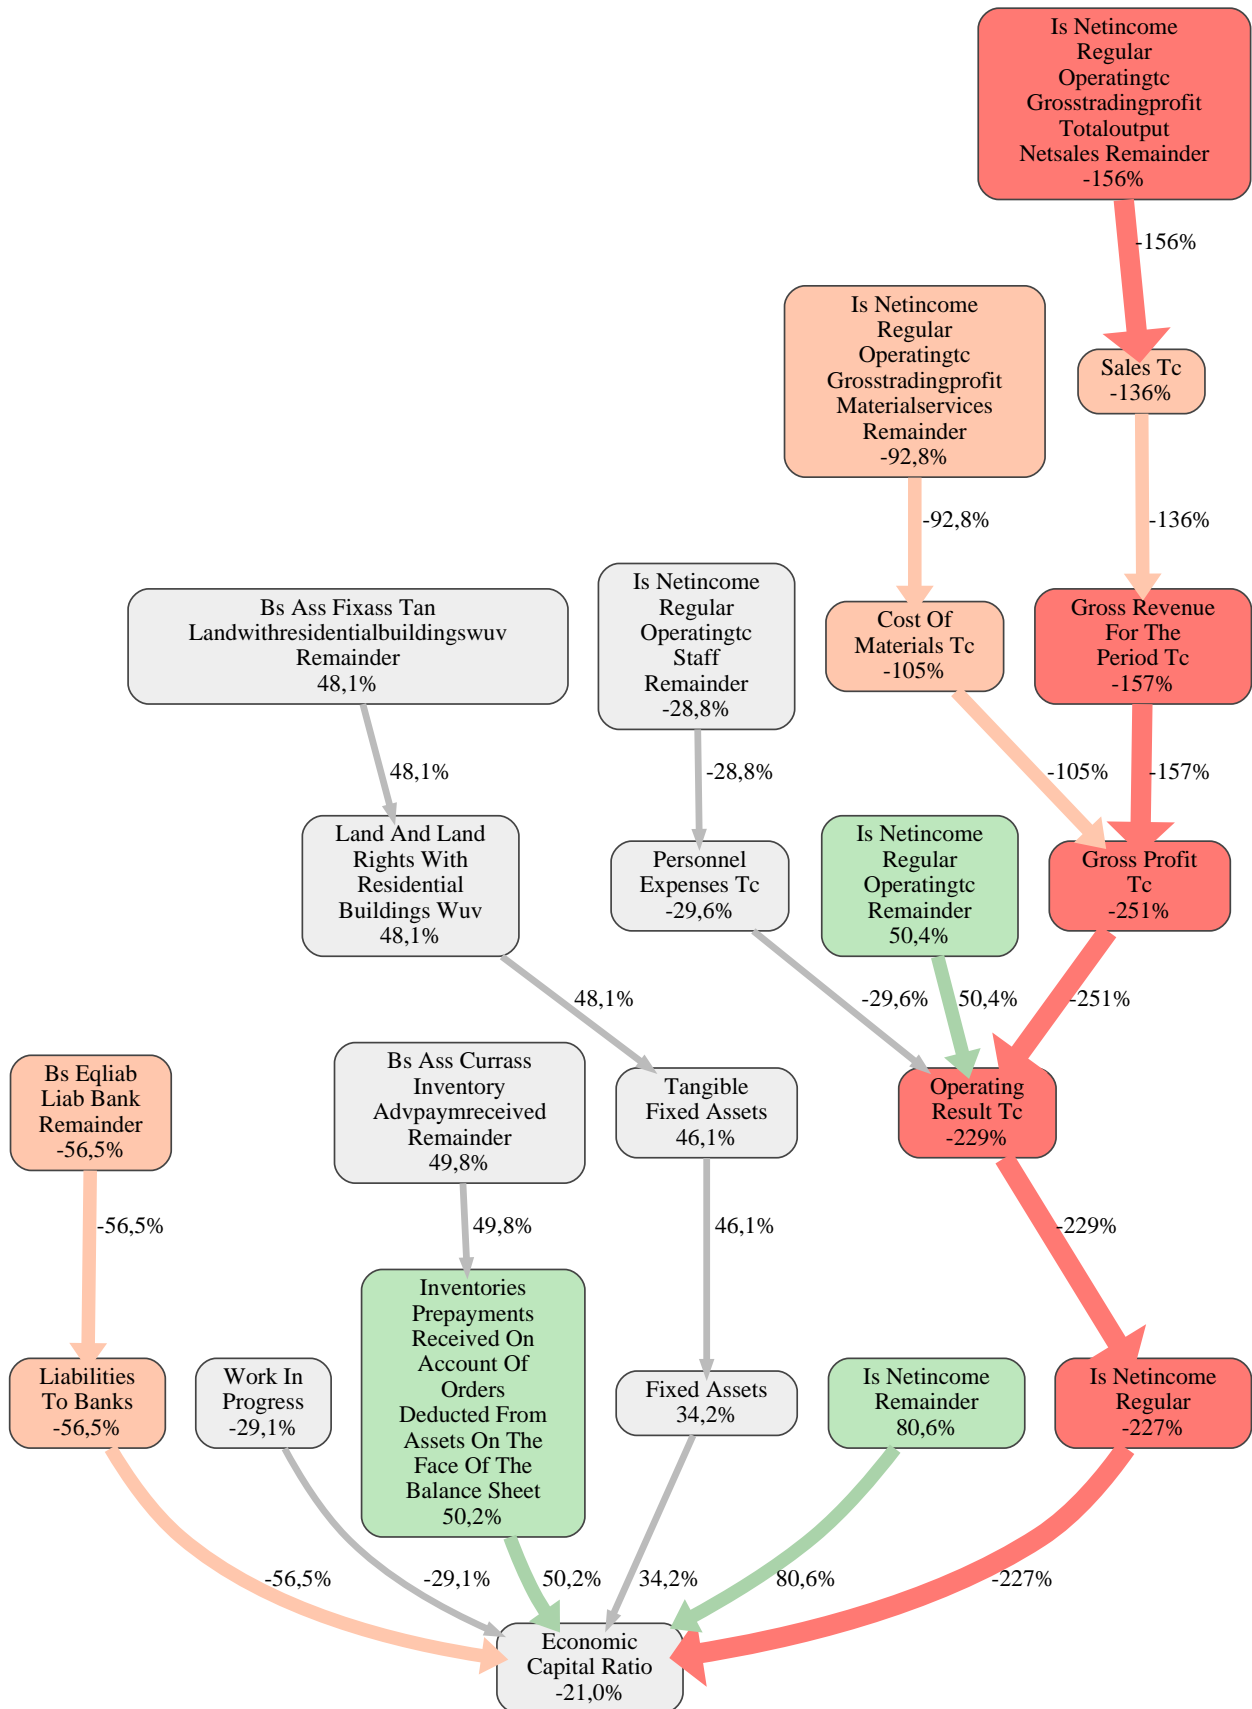 Is Netincome
Regular
Operatingtc
Grosstradingprofit
Totaloutput
Netsales Remainder
-156%
-156%
Is Netincome
Regular
Operatingtc
Grosstradingprofit
Materialservices
Remainder
-92,8%
Sales Tc
-136%
-92,8%
-136%
Bs Ass Fixass Tan
Landwithresidentialbuildingswuv
Remainder
48,1%
Is Netincome
Regular
Operatingtc
Staff
Remainder
-28,8%
Cost Of
Materials Tc
-105%
Gross Revenue
For The
Period Tc
-157%
48,1%
-28,8%
-105%
-157%
Land And Land
Rights With
Residential
Buildings Wuv
48,1%
Personnel
Expenses Tc
-29,6%
Is Netincome
Regular
Operatingtc
Remainder
50,4%
Gross Profit
Tc
-251%
48,1%
-29,6%
50,4%
-251%
Bs Eqliab
Liab Bank
Remainder
-56,5%
Bs Ass Currass
Inventory
Advpaymreceived
Remainder
49,8%
Tangible
Fixed Assets
46,1%
Operating
Result Tc
-229%
-56,5%
49,8%
46,1%
-229%
Liabilities
To Banks
-56,5%
Work In
Progress
-29,1%
Inventories
Prepayments
Received On
Account Of
Orders
Deducted From
Assets On The
Face Of The
Balance Sheet
50,2%
Fixed Assets
34,2%
Is Netincome
Remainder
80,6%
Is Netincome
Regular
-227%
-56,5%
-29,1%
50,2%
34,2%
80,6%
-227%
Economic
Capital Ratio
-21,0%